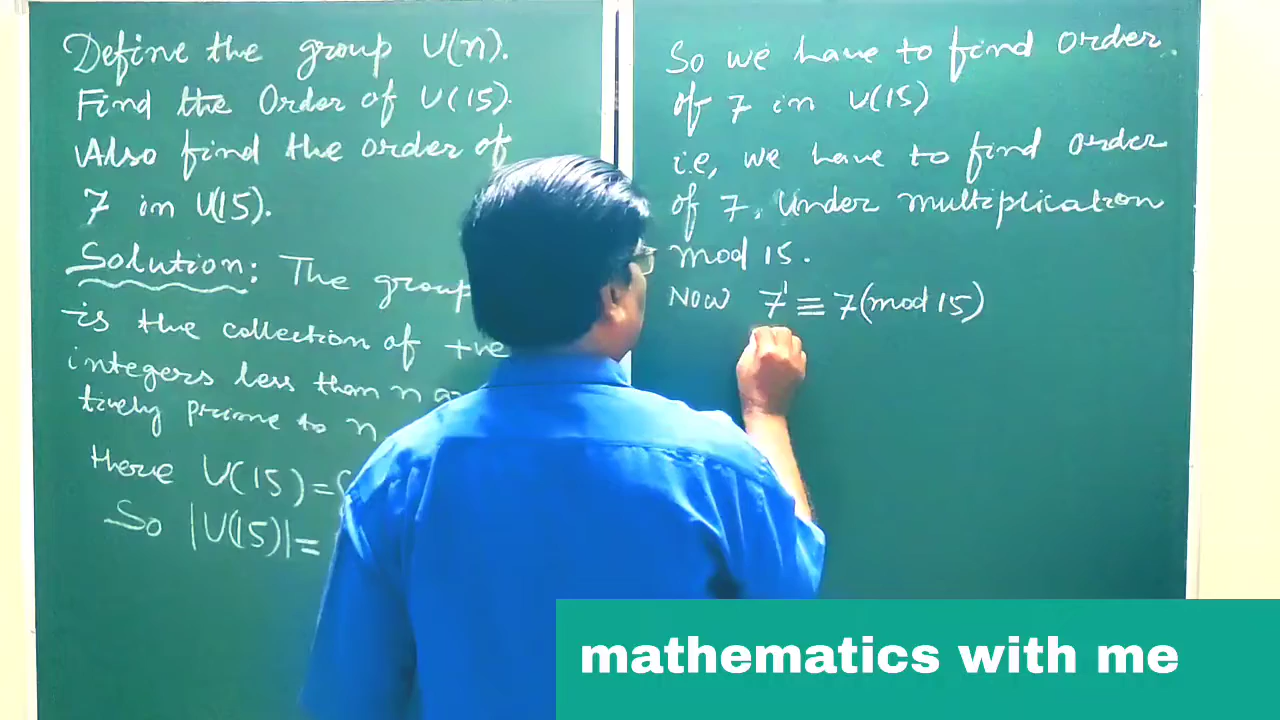 Define the group U(n).
Find the Order of U(15).
Also find the order of
7 in U(15).
Solution: The group
is the collection of +ve
integers less than n
tively prime to n
there U(15)={
So |U(15)|=
So we have to find order
of 7 in U(15)
i.e, we have to find order
of 7. Under multiplication
mod 15.
Now 7¹ ≡ 7(mod 15)
mathematics with me